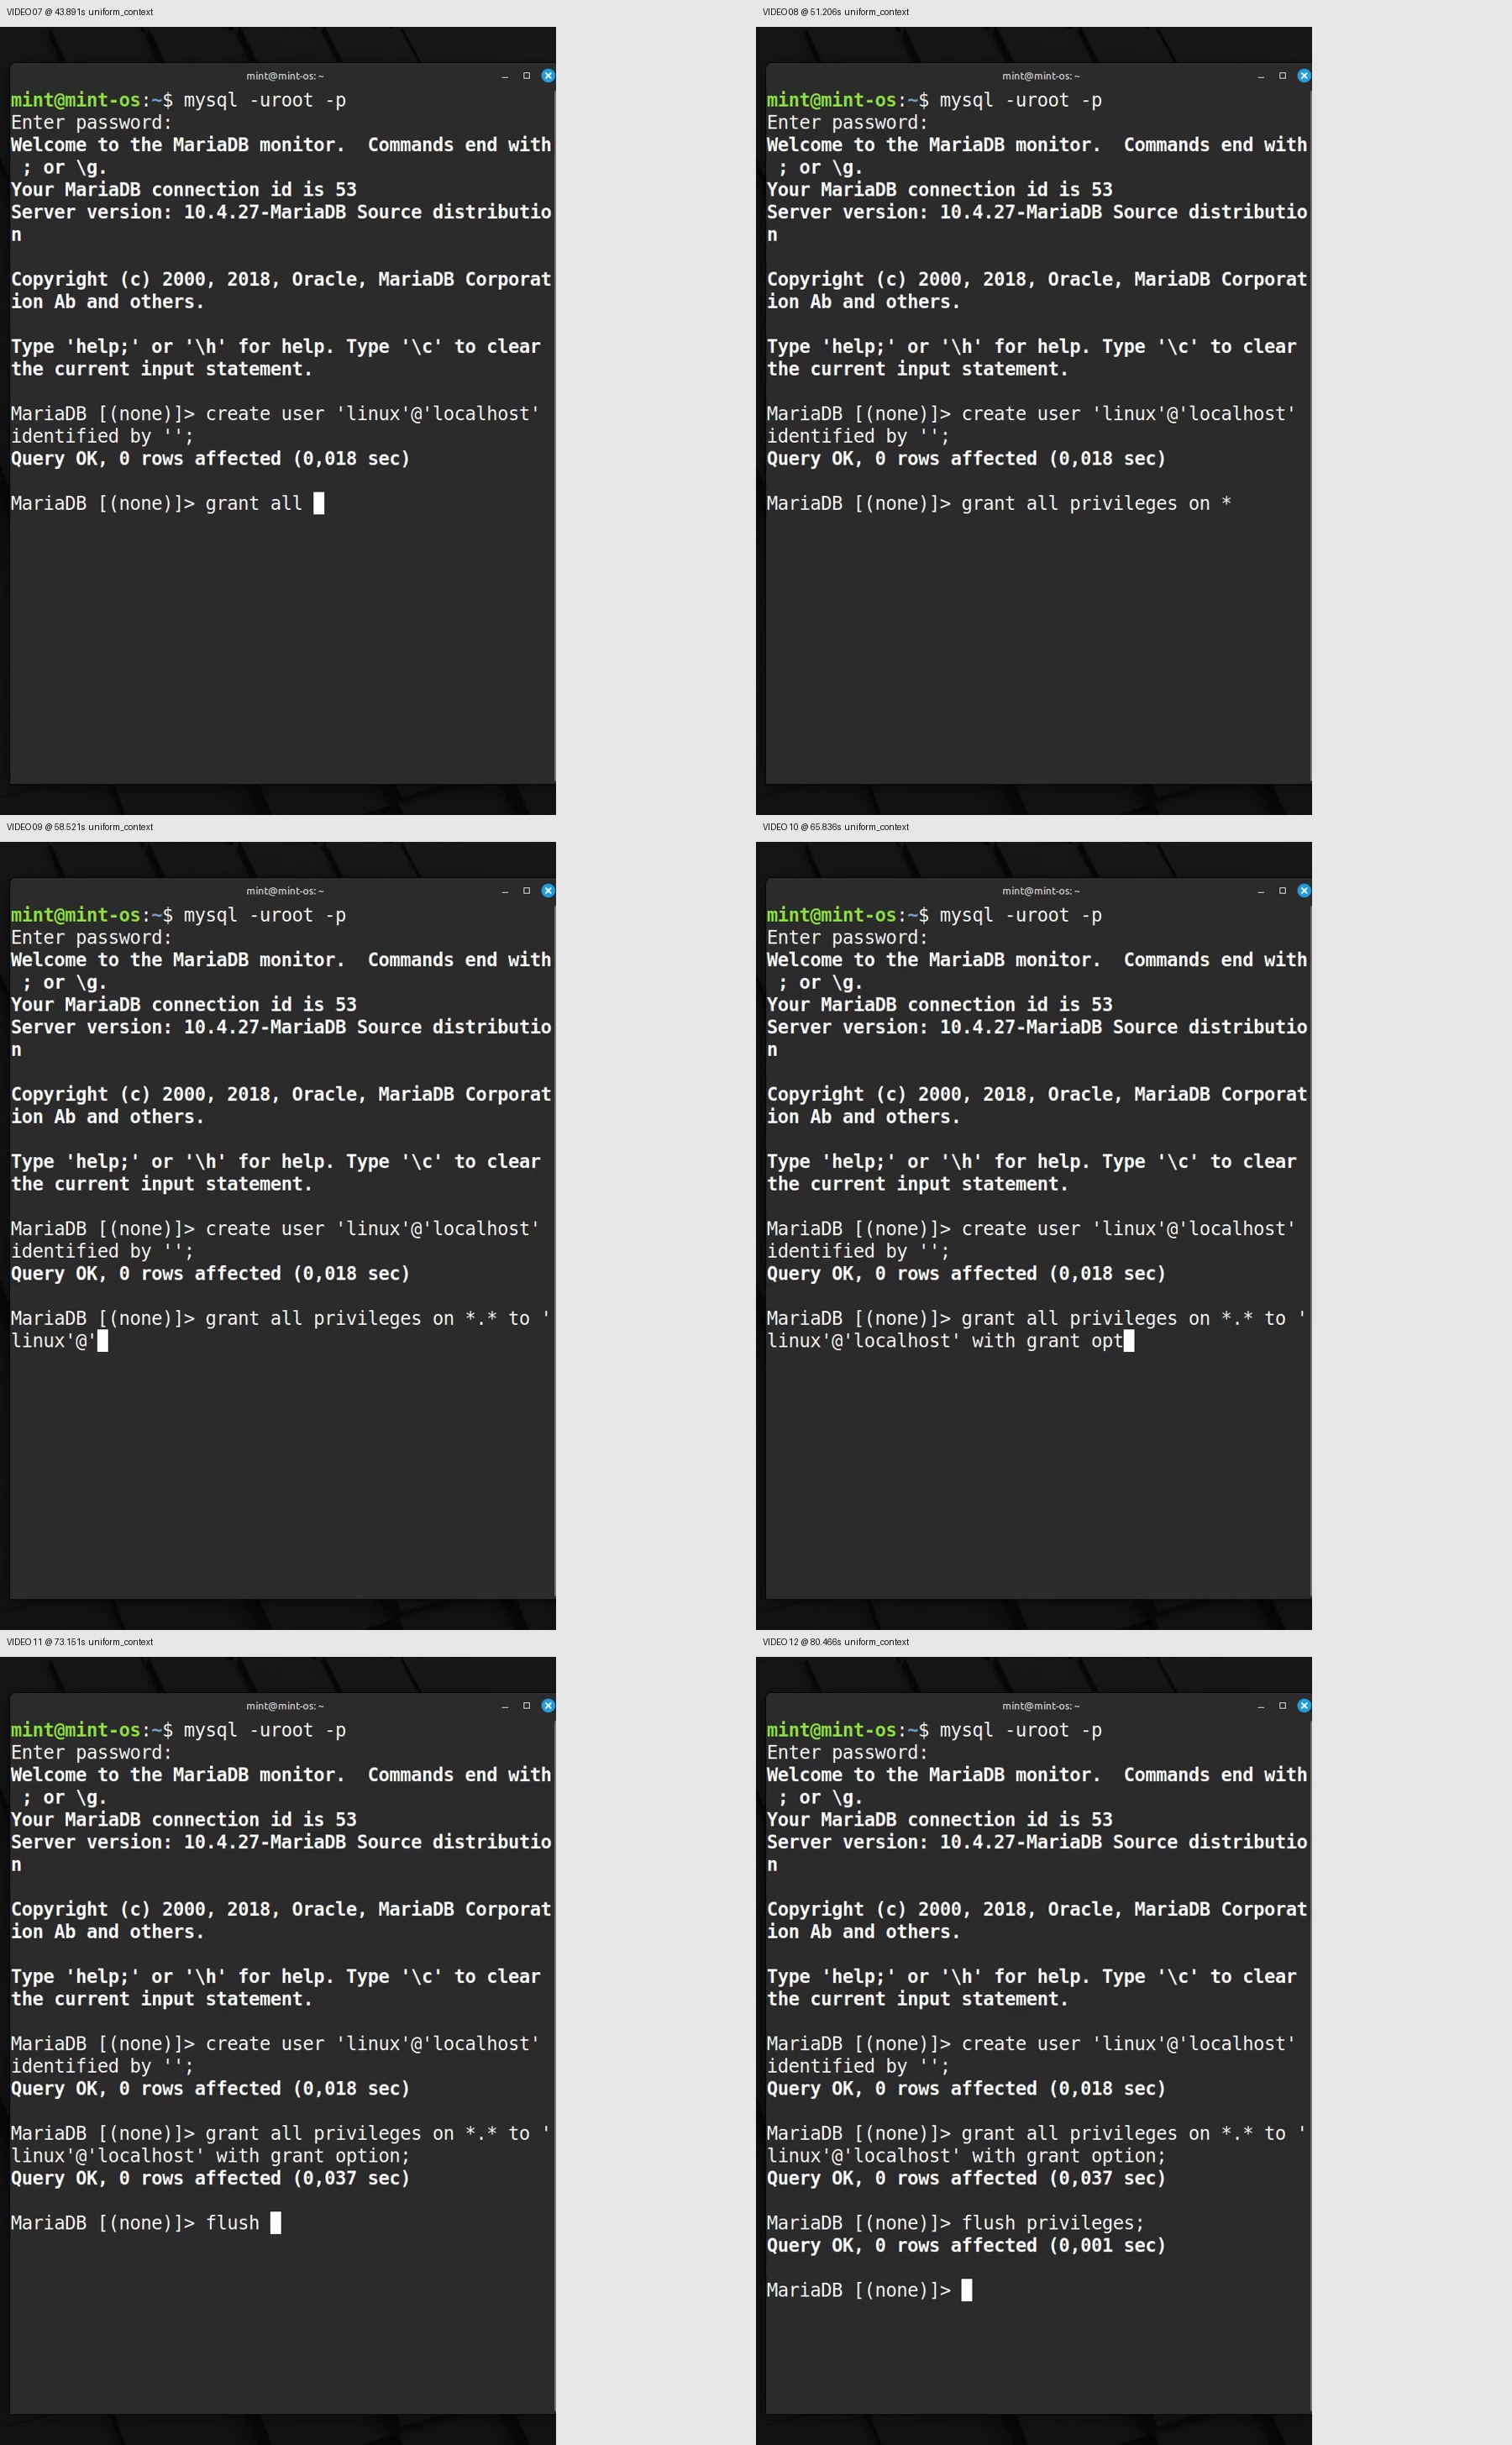 VIDEO 07 @ 43.891s uniform_context
mint@mint-os: ~
mint@mint-os:~$ mysql -uroot -p
Enter password:
Welcome to the MariaDB monitor.  Commands end with
 ; or \g.
Your MariaDB connection id is 53
Server version: 10.4.27-MariaDB Source distributio
n
Copyright (c) 2000, 2018, Oracle, MariaDB Corporat
ion Ab and others.
Type 'help;' or '\h' for help. Type '\c' to clear
the current input statement.
MariaDB [(none)]> create user 'linux'@'localhost'
identified by '';
Query OK, 0 rows affected (0,018 sec)
MariaDB [(none)]> grant all
VIDEO 08 @ 51.206s uniform_context
mint@mint-os: ~
mint@mint-os:~$ mysql -uroot -p
Enter password:
Welcome to the MariaDB monitor.  Commands end with
 ; or \g.
Your MariaDB connection id is 53
Server version: 10.4.27-MariaDB Source distributio
n
Copyright (c) 2000, 2018, Oracle, MariaDB Corporat
ion Ab and others.
Type 'help;' or '\h' for help. Type '\c' to clear
the current input statement.
MariaDB [(none)]> create user 'linux'@'localhost'
identified by '';
Query OK, 0 rows affected (0,018 sec)
MariaDB [(none)]> grant all privileges on *
VIDEO 09 @ 58.521s uniform_context
mint@mint-os: ~
mint@mint-os:~$ mysql -uroot -p
Enter password:
Welcome to the MariaDB monitor.  Commands end with
 ; or \g.
Your MariaDB connection id is 53
Server version: 10.4.27-MariaDB Source distributio
n
Copyright (c) 2000, 2018, Oracle, MariaDB Corporat
ion Ab and others.
Type 'help;' or '\h' for help. Type '\c' to clear
the current input statement.
MariaDB [(none)]> create user 'linux'@'localhost'
identified by '';
Query OK, 0 rows affected (0,018 sec)
MariaDB [(none)]> grant all privileges on *.* to '
linux'@'
VIDEO 10 @ 65.836s uniform_context
mint@mint-os: ~
mint@mint-os:~$ mysql -uroot -p
Enter password:
Welcome to the MariaDB monitor.  Commands end with
 ; or \g.
Your MariaDB connection id is 53
Server version: 10.4.27-MariaDB Source distributio
n
Copyright (c) 2000, 2018, Oracle, MariaDB Corporat
ion Ab and others.
Type 'help;' or '\h' for help. Type '\c' to clear
the current input statement.
MariaDB [(none)]> create user 'linux'@'localhost'
identified by '';
Query OK, 0 rows affected (0,018 sec)
MariaDB [(none)]> grant all privileges on *.* to '
linux'@'localhost' with grant opt
VIDEO 11 @ 73.151s uniform_context
mint@mint-os: ~
mint@mint-os:~$ mysql -uroot -p
Enter password:
Welcome to the MariaDB monitor.  Commands end with
 ; or \g.
Your MariaDB connection id is 53
Server version: 10.4.27-MariaDB Source distributio
n
Copyright (c) 2000, 2018, Oracle, MariaDB Corporat
ion Ab and others.
Type 'help;' or '\h' for help. Type '\c' to clear
the current input statement.
MariaDB [(none)]> create user 'linux'@'localhost'
identified by '';
Query OK, 0 rows affected (0,018 sec)
MariaDB [(none)]> grant all privileges on *.* to '
linux'@'localhost' with grant option;
Query OK, 0 rows affected (0,037 sec)
MariaDB [(none)]> flush
VIDEO 12 @ 80.466s uniform_context
mint@mint-os: ~
mint@mint-os:~$ mysql -uroot -p
Enter password:
Welcome to the MariaDB monitor.  Commands end with
 ; or \g.
Your MariaDB connection id is 53
Server version: 10.4.27-MariaDB Source distributio
n
Copyright (c) 2000, 2018, Oracle, MariaDB Corporat
ion Ab and others.
Type 'help;' or '\h' for help. Type '\c' to clear
the current input statement.
MariaDB [(none)]> create user 'linux'@'localhost'
identified by '';
Query OK, 0 rows affected (0,018 sec)
MariaDB [(none)]> grant all privileges on *.* to '
linux'@'localhost' with grant option;
Query OK, 0 rows affected (0,037 sec)
MariaDB [(none)]> flush privileges;
Query OK, 0 rows affected (0,001 sec)
MariaDB [(none)]>